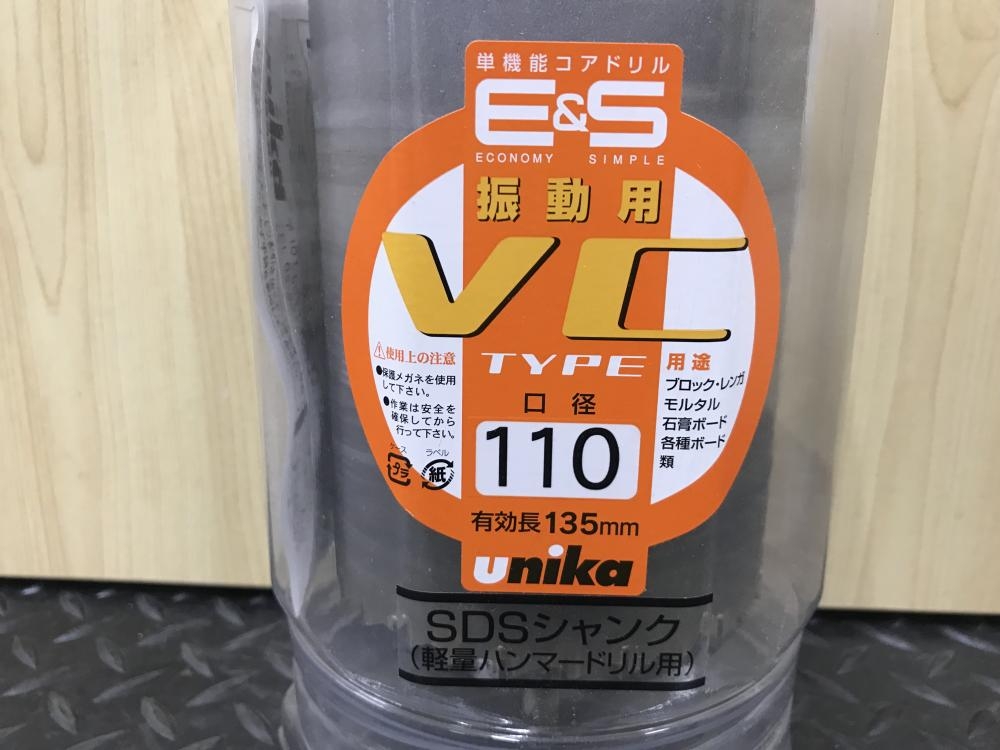 単機能コアドリル
E&S
ECONOMY SIMPLE
振動用
VC
TYPE
⚠使用上の注意
●保護メガネを使用
して下さい。
●作業は安全を
確保してから
行って下さい。
ケース
プラ
ラベル
紙
用途
ブロック・レンガ
モルタル
石膏ボード
各種ボード
類
口径
110
有効長135mm
unika
SDSシャンク
(軽量ハンマードリル用)